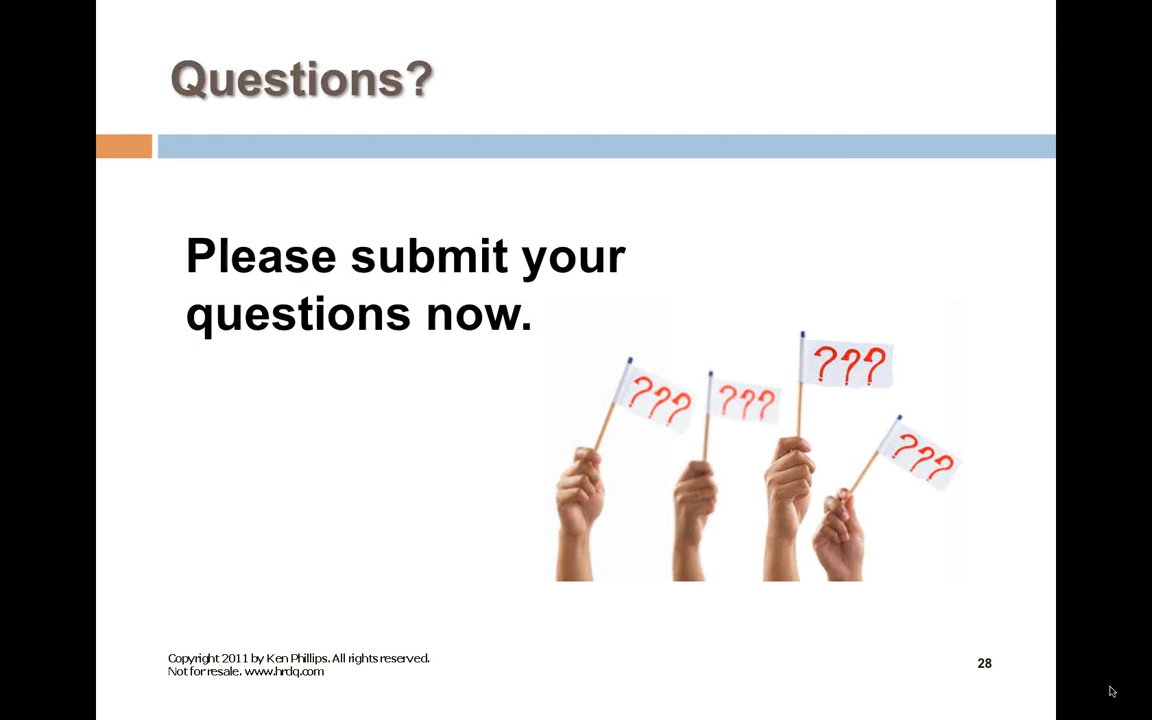 Questions?
Please submit your
questions now.
???
???
???
???
Copyright 2011 by Ken Phillips. All rights reserved.
Not for resale. www.hrdq.com
28